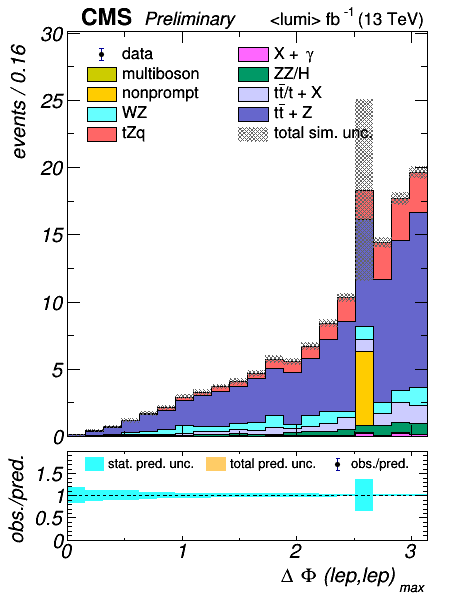 CMS Preliminary <lumi> fb⁻¹ (13 TeV)
events / 0.16
30
25
20
15
10
5
0
data
multiboson
nonprompt
WZ
tZq
X + γ
ZZ/H
tt̄/t + X
tt̄ + Z
total sim. unc.
obs./pred.
1.5
1
0.5
0
stat. pred. unc. total pred. unc. obs./pred.
0 1 2 3
Δ Φ (lep,lep) max